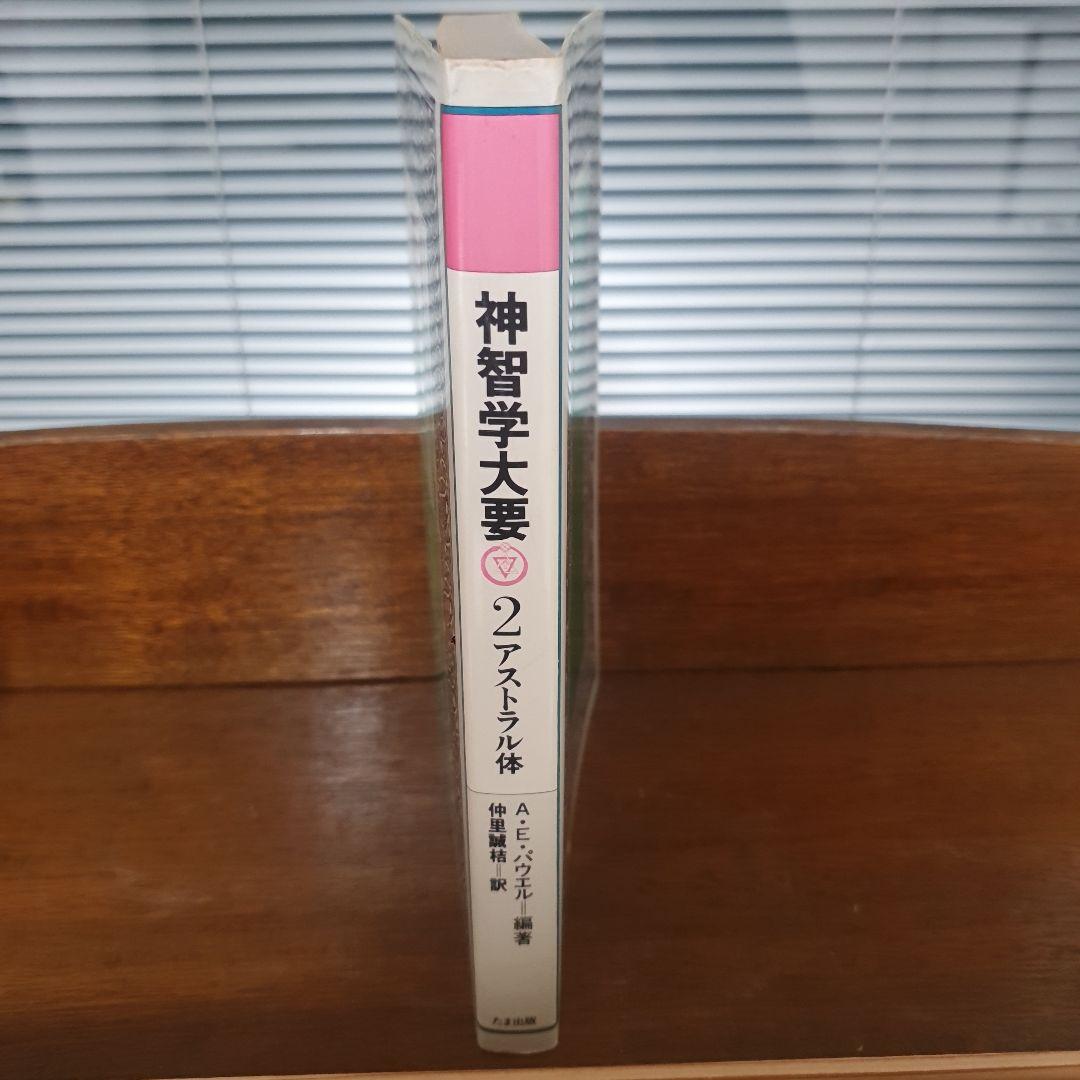 神智学大要
2アストラル体
A・E・パウエル＝編著
仲里誠桔＝訳
たま出版